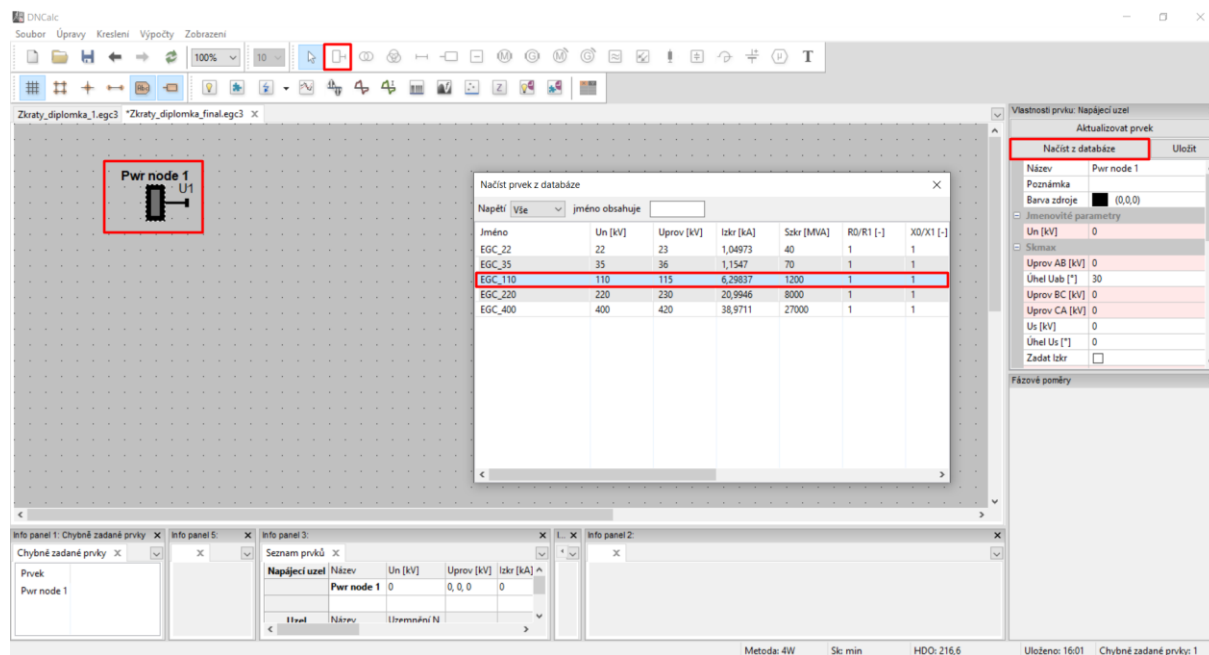 DNCalc
Soubor Úpravy Kreslení Výpočty Zobrazení
100% 10 T
Zkraty_diplomka_1.egc3 *Zkraty_diplomka_final.egc3 X
Pwr node 1
U1
Načíst prvek z databáze
Napětí Vše jméno obsahuje
Jméno Un [kV] Uprov [kV] Izkr [kA] Szkr [MVA] R0/R1 [-] X0/X1 [-]
EGC_22 22 23 1,04973 40 1 1
EGC_35 35 36 1,1547 70 1 1
EGC_110 110 115 6,29837 1200 1 1
EGC_220 220 230 20,9946 8000 1 1
EGC_400 400 420 38,9711 27000 1 1
Vlastnosti prvku: Napájecí uzel
Aktualizovat prvek
Načíst z databáze Uložit
Název Pwr node 1
Poznámka
Barva zdroje (0,0,0)
Jmenovité parametry
Un [kV] 0
Skmax
Uprov AB [kV] 0
Úhel Uab [°] 30
Uprov BC [kV] 0
Uprov CA [kV] 0
Us [kV] 0
Úhel Us [°] 0
Zadat Izkr
Fázové poměry
Info panel 1: Chybně zadané prvky X
Chybně zadané prvky X
Prvek
Pwr node 1
Info panel 5: X
X
Info panel 3: X
Seznam prvků X
Napájecí uzel Název Un [kV] Uprov [kV] Izkr [kA]
Pwr node 1 0 0, 0, 0 0
Uzel Název Uzemnění N
I... X
Info panel 2: X
X
Metoda: 4W Sk: min HDO: 216,6 Uloženo: 16:01 Chybně zadané prvky: 1